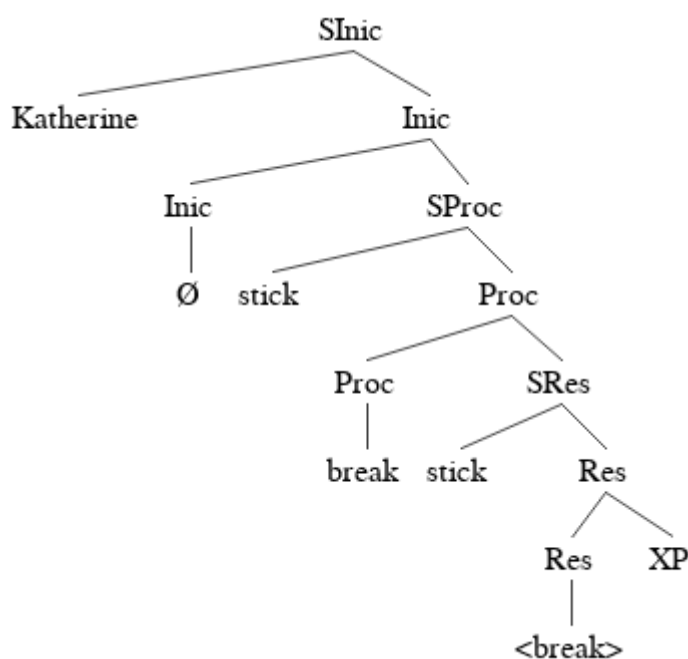 SInic
Katherine Inic
Inic SProc
Ø stick Proc
Proc SRes
break stick Res
Res XP
<break>